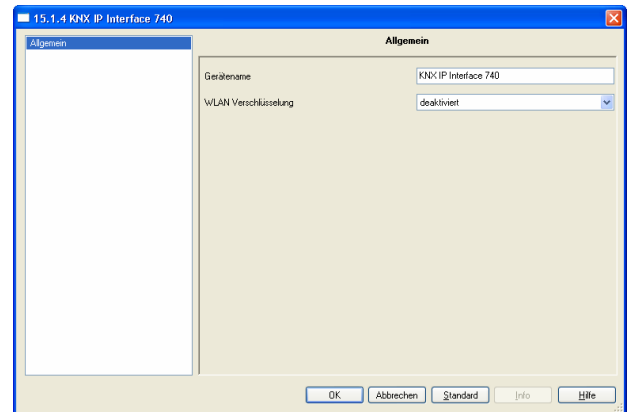 15.1.4 KNX IP Interface 740
Allgemein
Allgemein
Gerätename
KNX IP Interface 740
WLAN Verschlüsselung
deaktiviert
OK
Abbrechen
Standard
Info
Hilfe